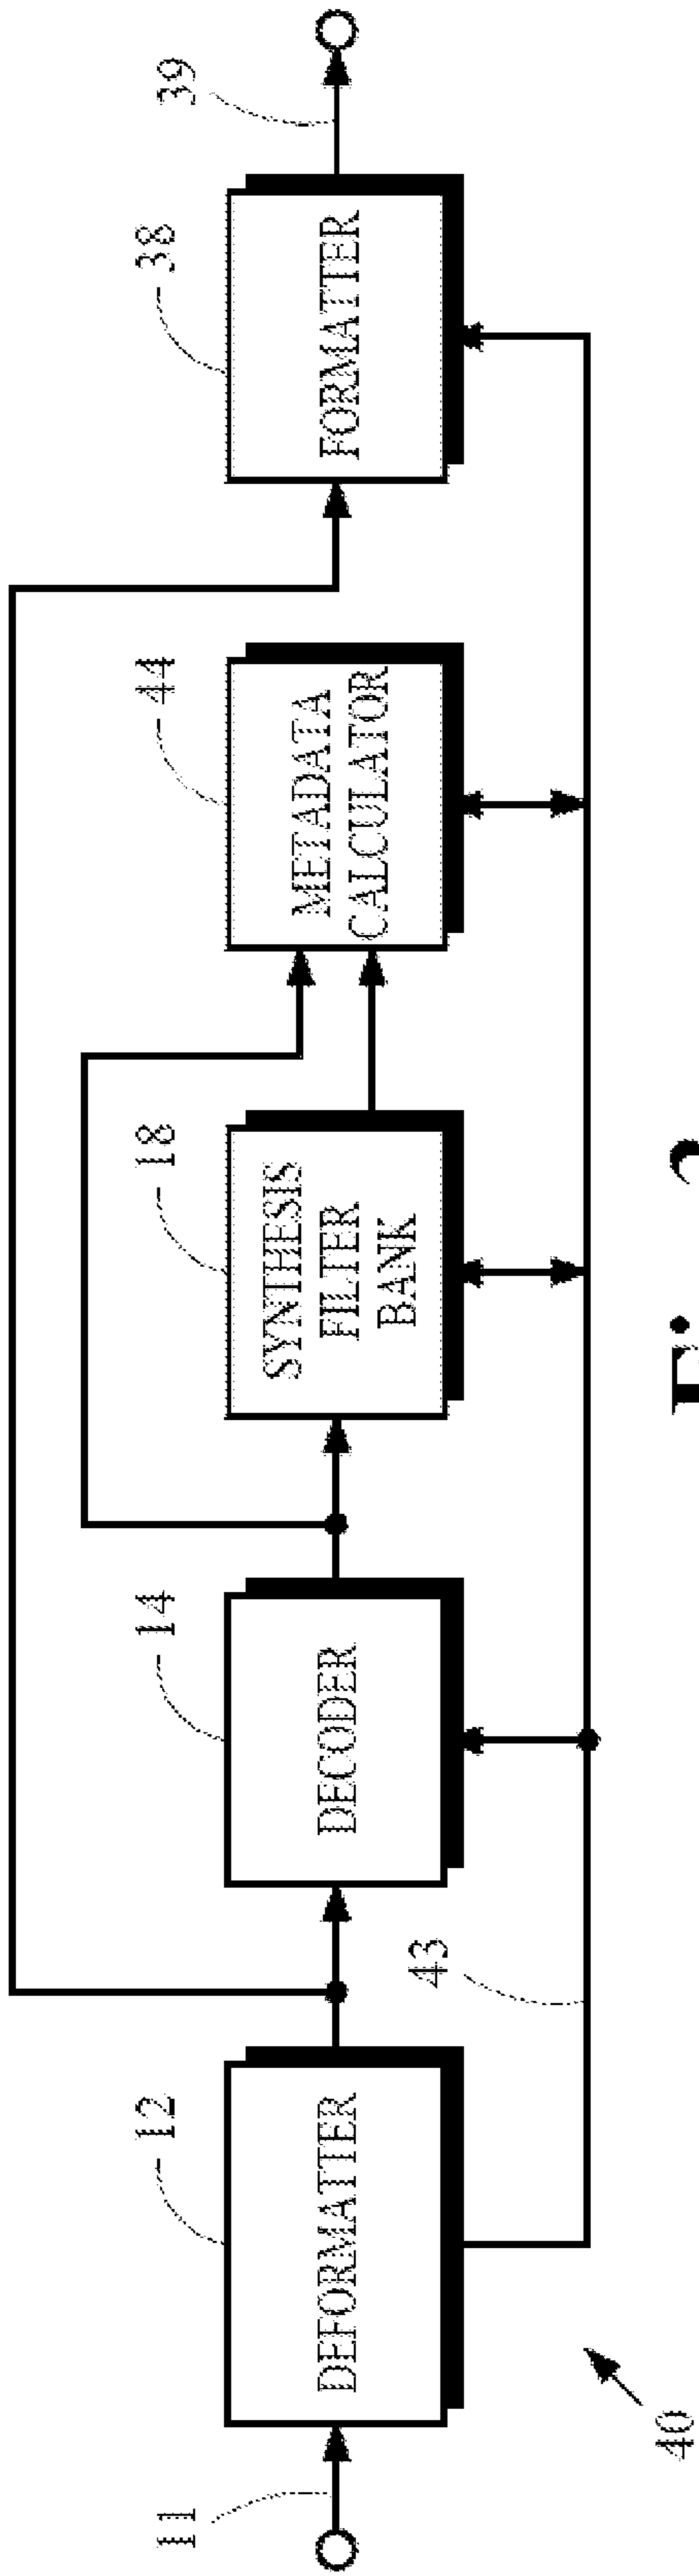 11
12
DEFORMATTER
43
14
DECODER
18
SYNTHESIS
FILTER
BANK
44
METADATA
CALCULATOR
38
FORMATTER
39
40